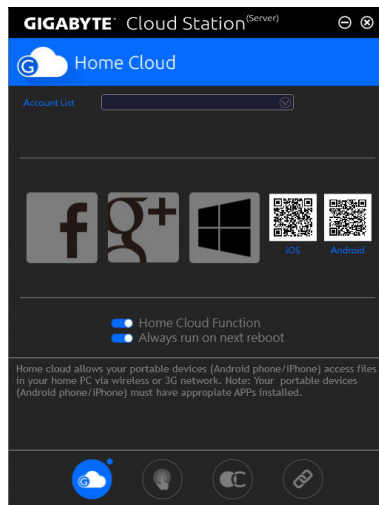 GIGABYTE™ Cloud Station(Server)
G Home Cloud
Account List
f g+
iOS Android
Home Cloud Function
Always run on next reboot
Home cloud allows your portable devices (Android phone/iPhone) access files
in your home PC via wireless or 3G network. Note: Your portable devices
(Android phone/iPhone) must have appropiate APPs installed.
G